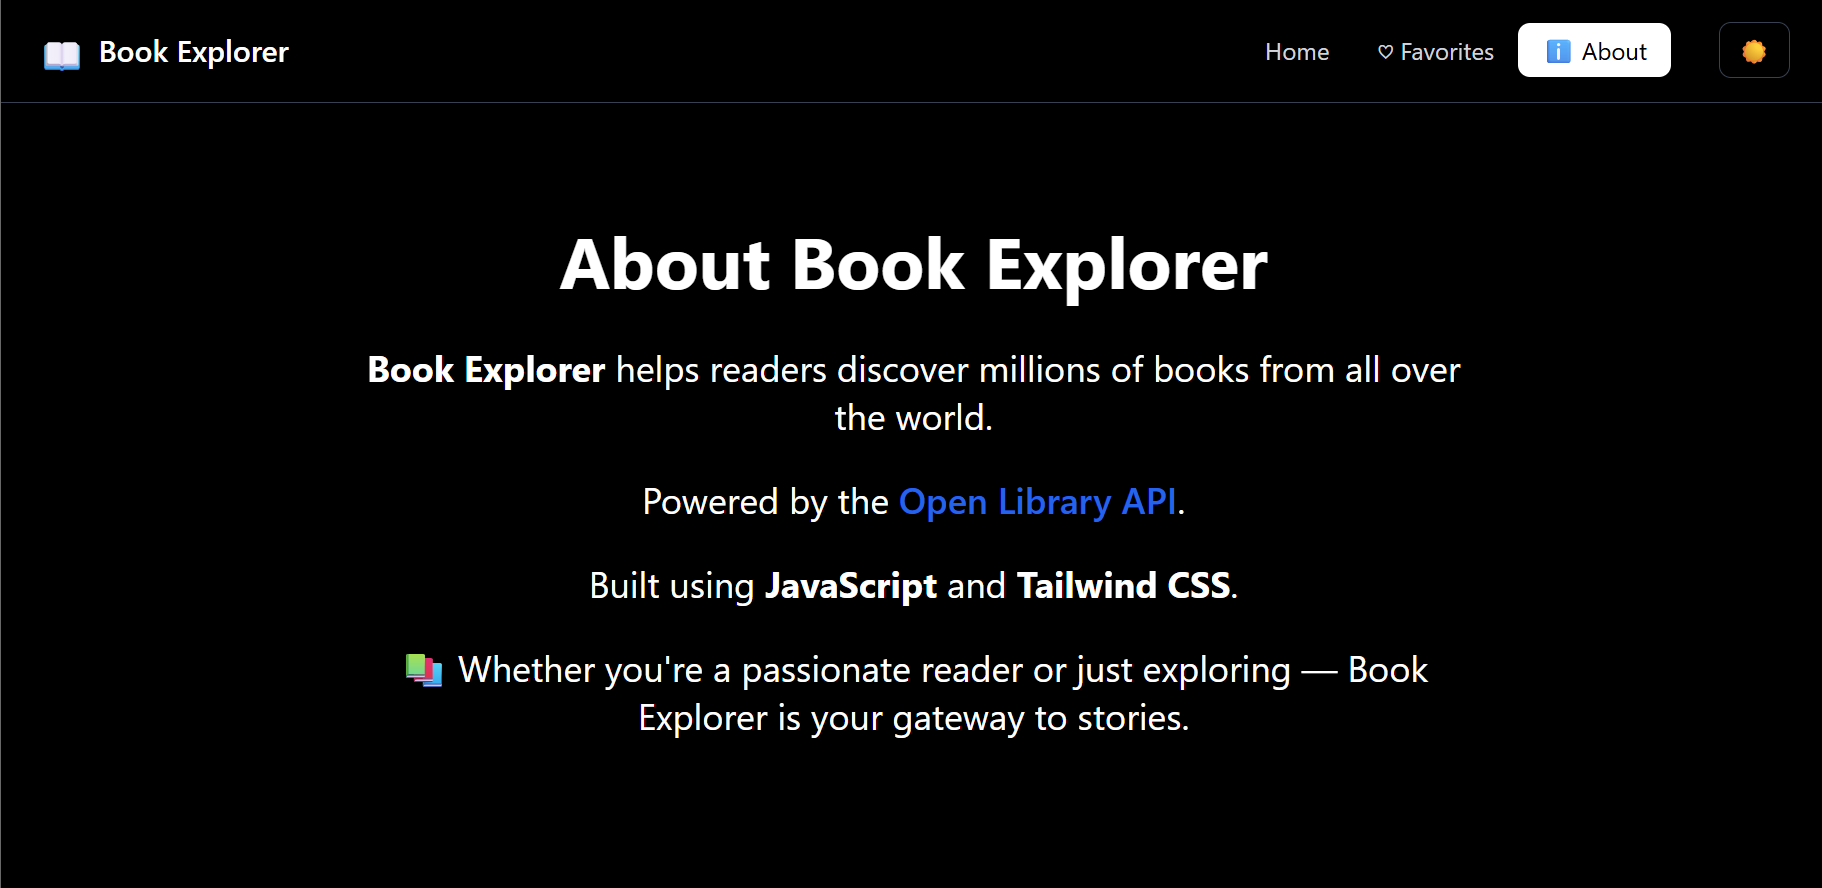 Book Explorer
Home
♡ Favorites
ℹ️ About
About Book Explorer
Book Explorer helps readers discover millions of books from all over
the world.
Powered by the Open Library API.
Built using JavaScript and Tailwind CSS.
📚 Whether you're a passionate reader or just exploring — Book
Explorer is your gateway to stories.